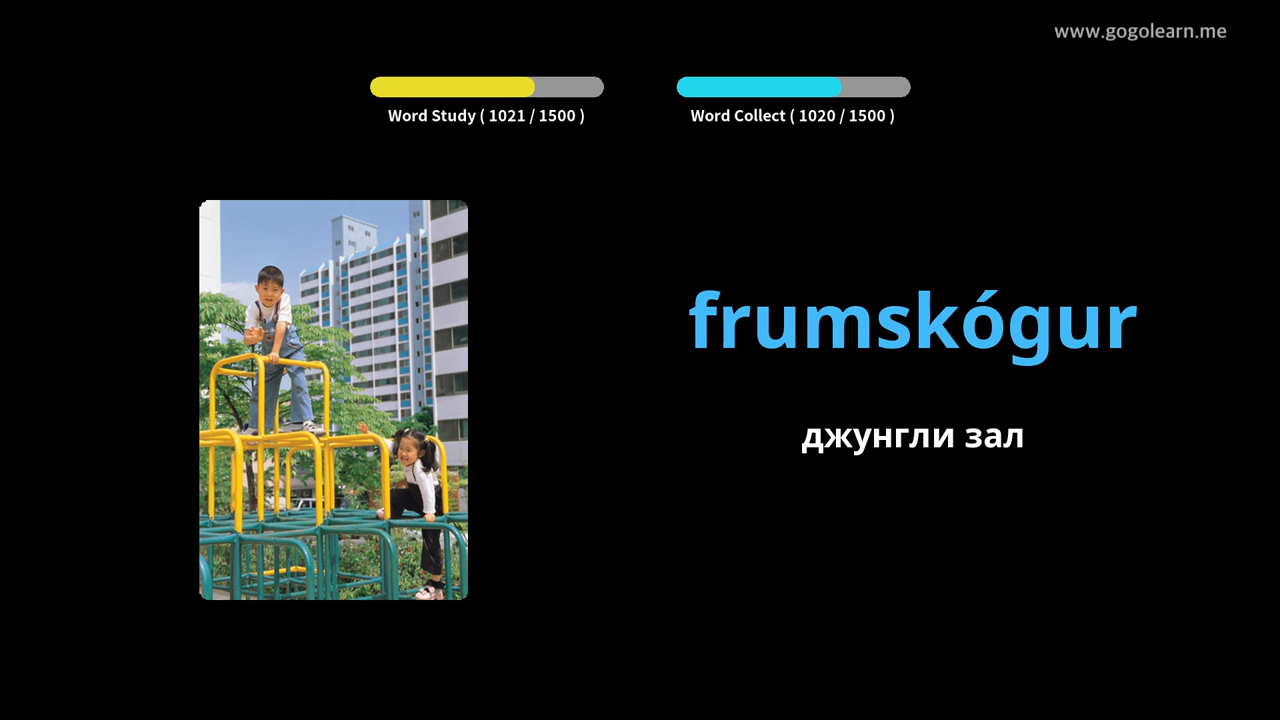 www.gogolearn.me
Word Study ( 1021 / 1500 )
Word Collect ( 1020 / 1500 )
frumskógur
джунгли зал